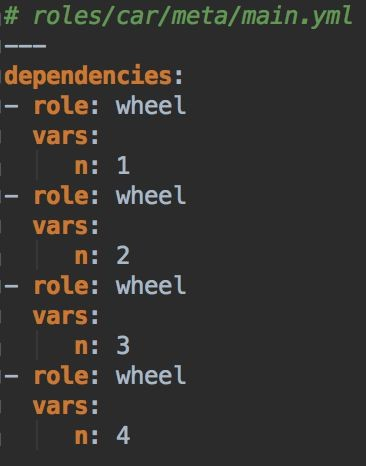 # roles/car/meta/main.yml
---
dependencies:
- role: wheel
  vars:
    n: 1
- role: wheel
  vars:
    n: 2
- role: wheel
  vars:
    n: 3
- role: wheel
  vars:
    n: 4